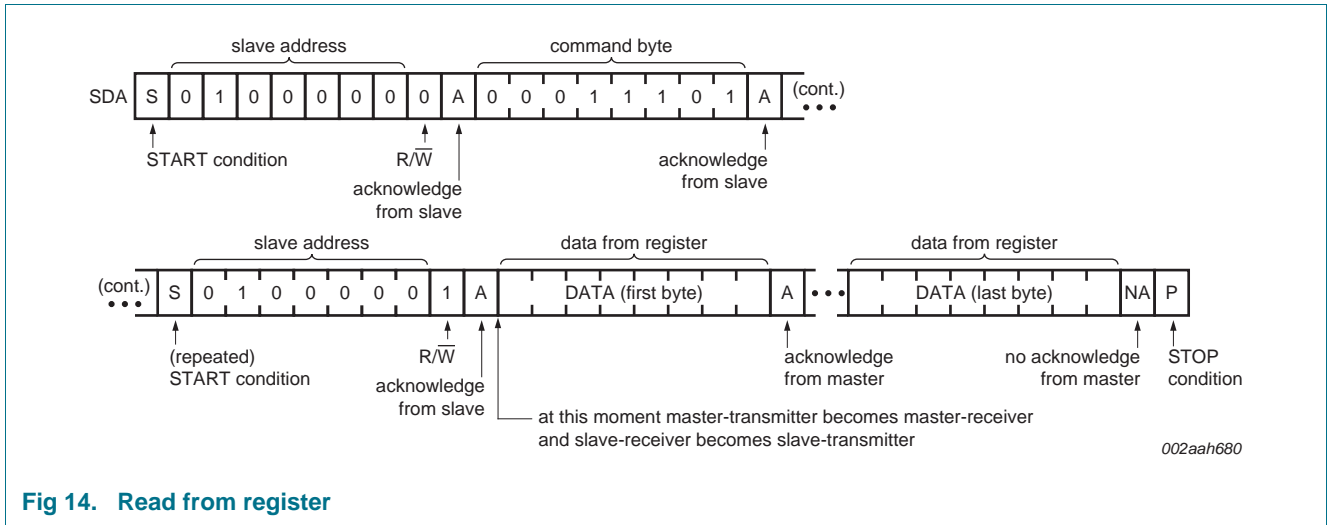 slave address command byte
SDA S 0 1 0 0 0 0 0 0 A 0 0 0 1 1 1 0 1 A (cont.)
START condition R/W̅ acknowledge from slave acknowledge from slave
slave address data from register data from register
(cont.) S 0 1 0 0 0 0 0 1 A DATA (first byte) A DATA (last byte) NA P
(repeated) START condition R/W̅ acknowledge from slave acknowledge from master no acknowledge from master STOP condition
at this moment master-transmitter becomes master-receiver
and slave-receiver becomes slave-transmitter
002aah680
Fig 14. Read from register